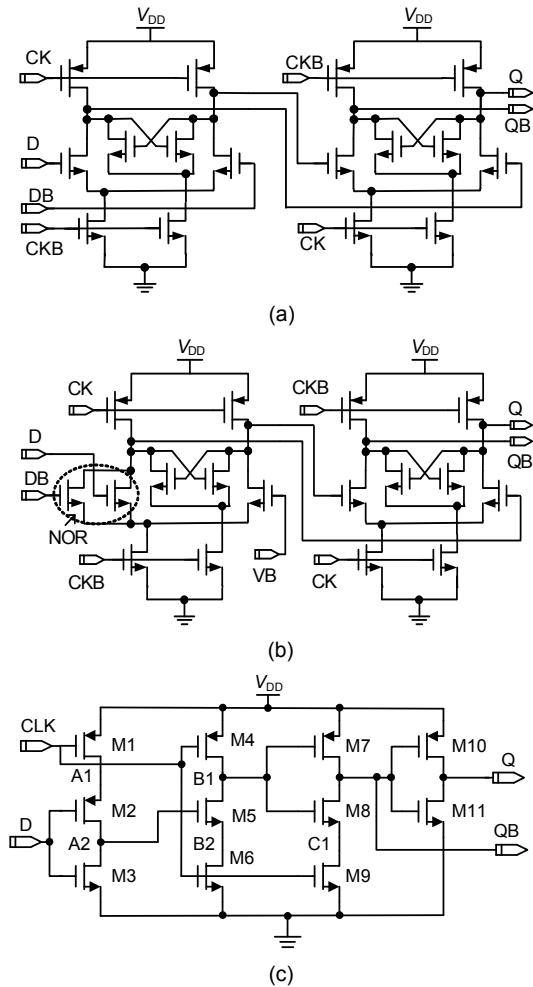 VDD
CK
CKB
Q
QB
D
DB
CKB
CK
(a)
VDD
VDD
CK
CKB
D
Q
QB
DB
NOR
CKB
VB
CK
(b)
VDD
CLK
M1
M4
M7
M10
A1
B1
Q
M2
M5
M8
M11
D
A2
B2
C1
QB
M3
M6
M9
(c)